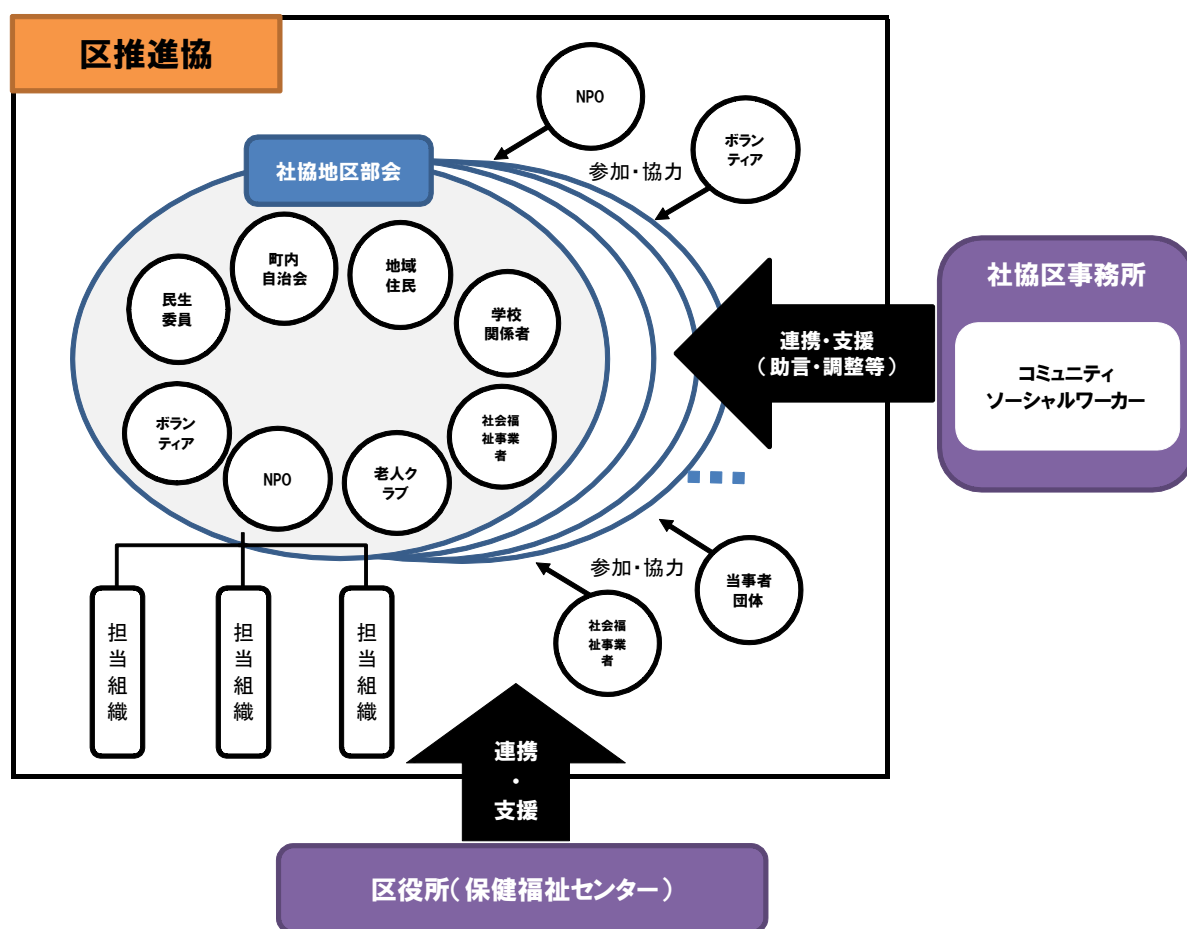 区推進協
NPO
ボラン
ティア
参加・協力
社協地区部会
町内
自治会
地域
住民
民生
委員
学校
関係者
ボラン
ティア
社会福
祉事業
者
NPO
老人ク
ラブ
連携・支援
（助言・調整等）
社協区事務所
コミュニティ
ソーシャルワーカー
参加・協力
当事者
団体
社会福
祉事業
者
担当組織
担当組織
担当組織
連携
・
支援
区役所（保健福祉センター）